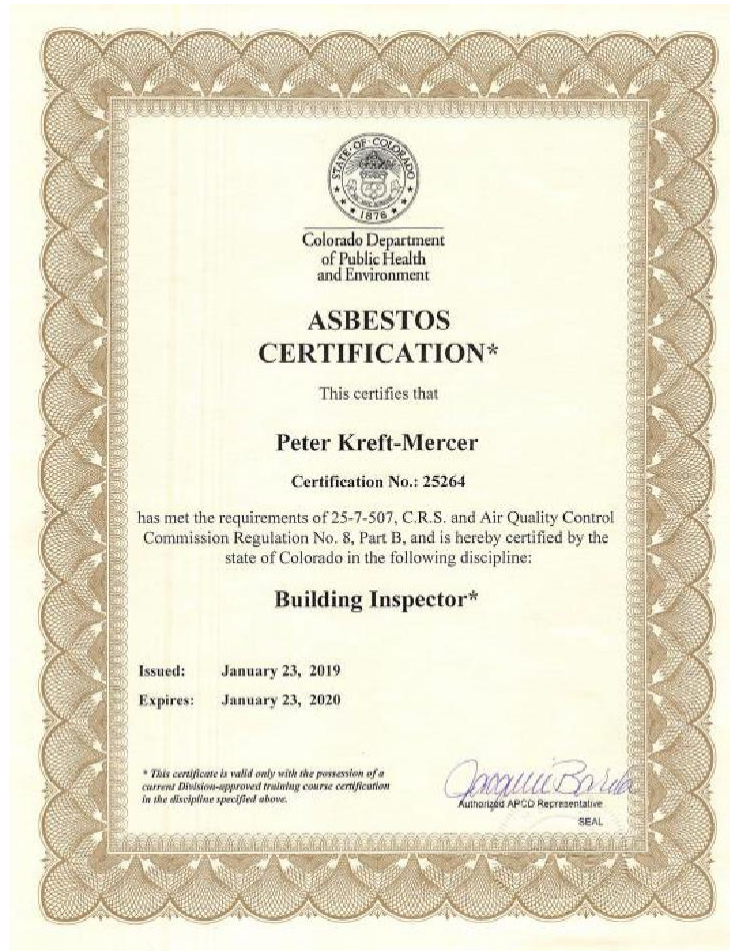 STATE OF COLORADO
1876
Colorado Department
of Public Health
and Environment
ASBESTOS
CERTIFICATION*
This certifies that
Peter Kreft-Mercer
Certification No.: 25264
has met the requirements of 25-7-507, C.R.S. and Air Quality Control
Commission Regulation No. 8, Part B, and is hereby certified by the
state of Colorado in the following discipline:
Building Inspector*
Issued: January 23, 2019
Expires: January 23, 2020
* This certificate is valid only with the possession of a
current Division-approved training course certification
in the discipline specified above.
Authorized APCD Representative
SEAL